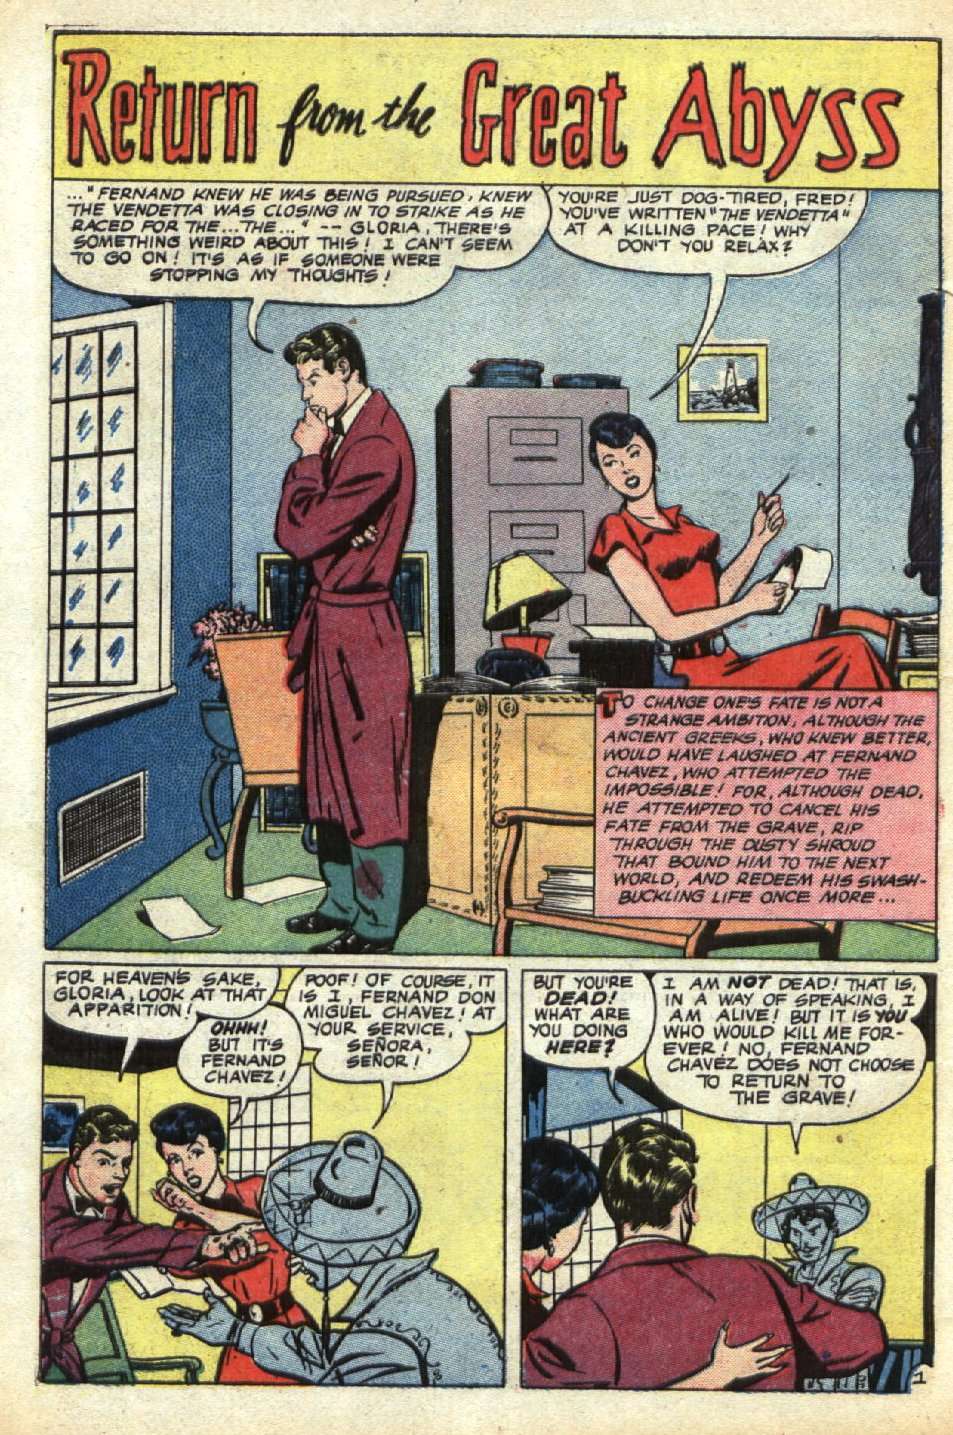 Return from the Great Abyss
..."FERNAND KNEW HE WAS BEING PURSUED, KNEW
THE VENDETTA WAS CLOSING IN TO STRIKE AS HE
RACED FOR THE...THE..." -- GLORIA, THERE'S
SOMETHING WEIRD ABOUT THIS! I CAN'T SEEM
TO GO ON! IT'S AS IF SOMEONE WERE
STOPPING MY THOUGHTS!
YOU'RE JUST DOG-TIRED, FRED!
YOU'VE WRITTEN "THE VENDETTA"
AT A KILLING PACE! WHY
DON'T YOU RELAX?
TO CHANGE ONE'S FATE IS NOT A
STRANGE AMBITION, ALTHOUGH THE
ANCIENT GREEKS, WHO KNEW BETTER,
WOULD HAVE LAUGHED AT FERNAND
CHAVEZ, WHO ATTEMPTED THE
IMPOSSIBLE! FOR, ALTHOUGH DEAD,
HE ATTEMPTED TO CANCEL HIS
FATE FROM THE GRAVE, RIP
THROUGH THE DUSTY SHROUD
THAT BOUND HIM TO THE NEXT
WORLD, AND REDEEM HIS SWASH-
BUCKLING LIFE ONCE MORE...
FOR HEAVEN'S SAKE,
GLORIA, LOOK AT THAT
APPARITION!
OHHH!
BUT IT'S
FERNAND
CHAVEZ!
POOF! OF COURSE, IT
IS I, FERNAND DON
MIGUEL CHAVEZ! AT
YOUR SERVICE,
SEÑORA,
SEÑOR!
BUT YOU'RE
DEAD!
WHAT ARE
YOU DOING
HERE?
I AM NOT DEAD! THAT IS,
IN A WAY OF SPEAKING, I
AM ALIVE! BUT IT IS YOU
WHO WOULD KILL ME FOR-
EVER! NO, FERNAND
CHAVEZ DOES NOT CHOOSE
TO RETURN TO
THE GRAVE!
1